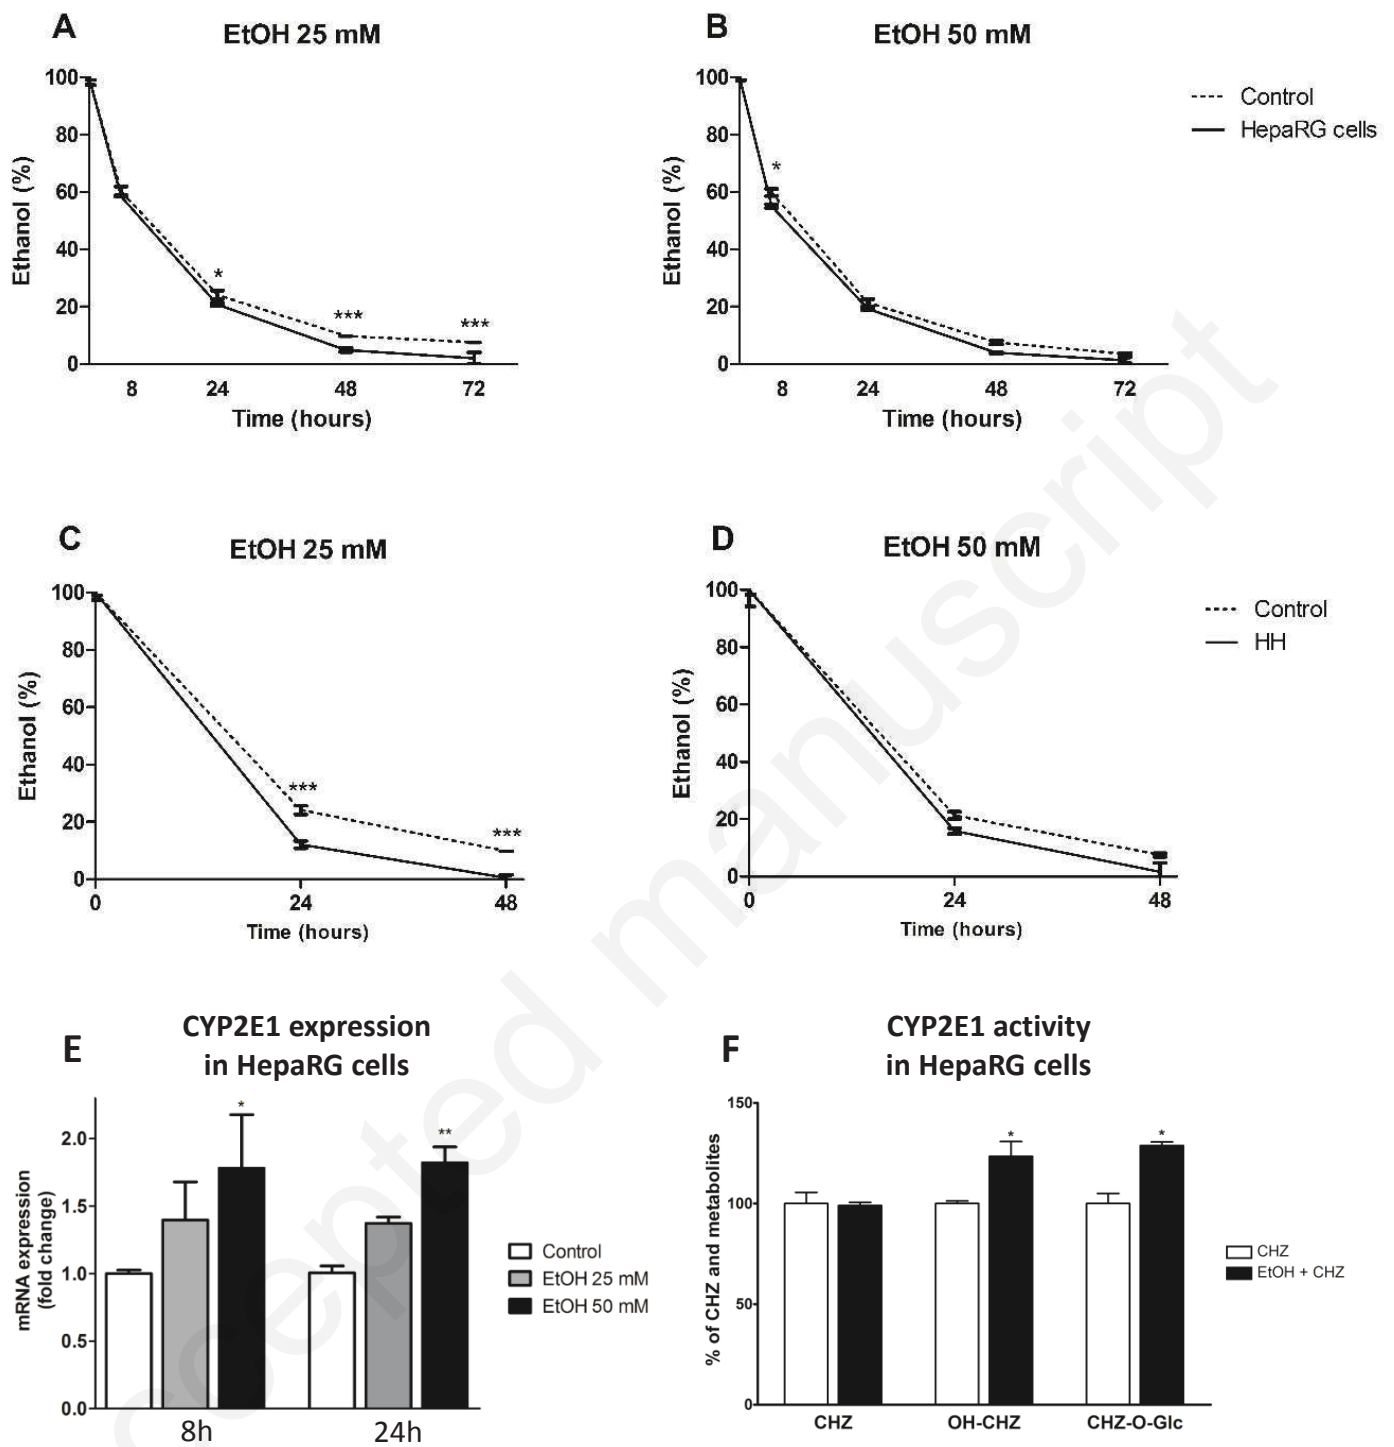 A
EtOH 25 mM
Ethanol (%)
100
80
60
40
20
0
*
***
***
8 24 48 72
Time (hours)
B
EtOH 50 mM
Ethanol (%)
100
80
60
40
20
0
*
8 24 48 72
Time (hours)
Control
HepaRG cells
C
EtOH 25 mM
Ethanol (%)
100
80
60
40
20
0
***
***
0 24 48
Time (hours)
D
EtOH 50 mM
Ethanol (%)
100
80
60
40
20
0
0 24 48
Time (hours)
Control
HH
E
CYP2E1 expression
in HepaRG cells
mRNA expression
(fold change)
2.0
1.5
1.0
0.5
0.0
*
**
8h 24h
Control
EtOH 25 mM
EtOH 50 mM
F
CYP2E1 activity
in HepaRG cells
% of CHZ and metabolites
150
100
50
0
* *
CHZ OH-CHZ CHZ-O-Glc
CHZ
EtOH + CHZ
ccepted manuscript